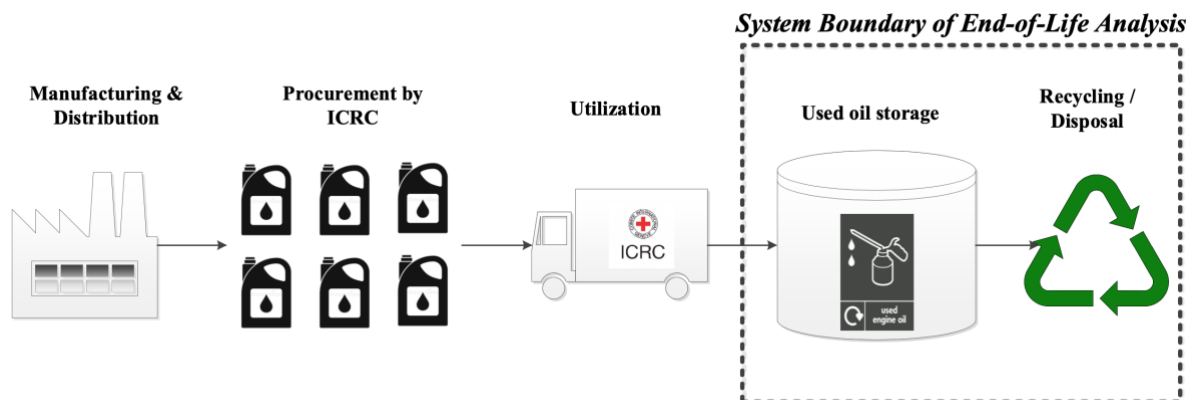 System Boundary of End-of-Life Analysis
Manufacturing &
Distribution
Procurement by
ICRC
Utilization
Used oil storage
Recycling /
Disposal
ICRC
used
engine oil